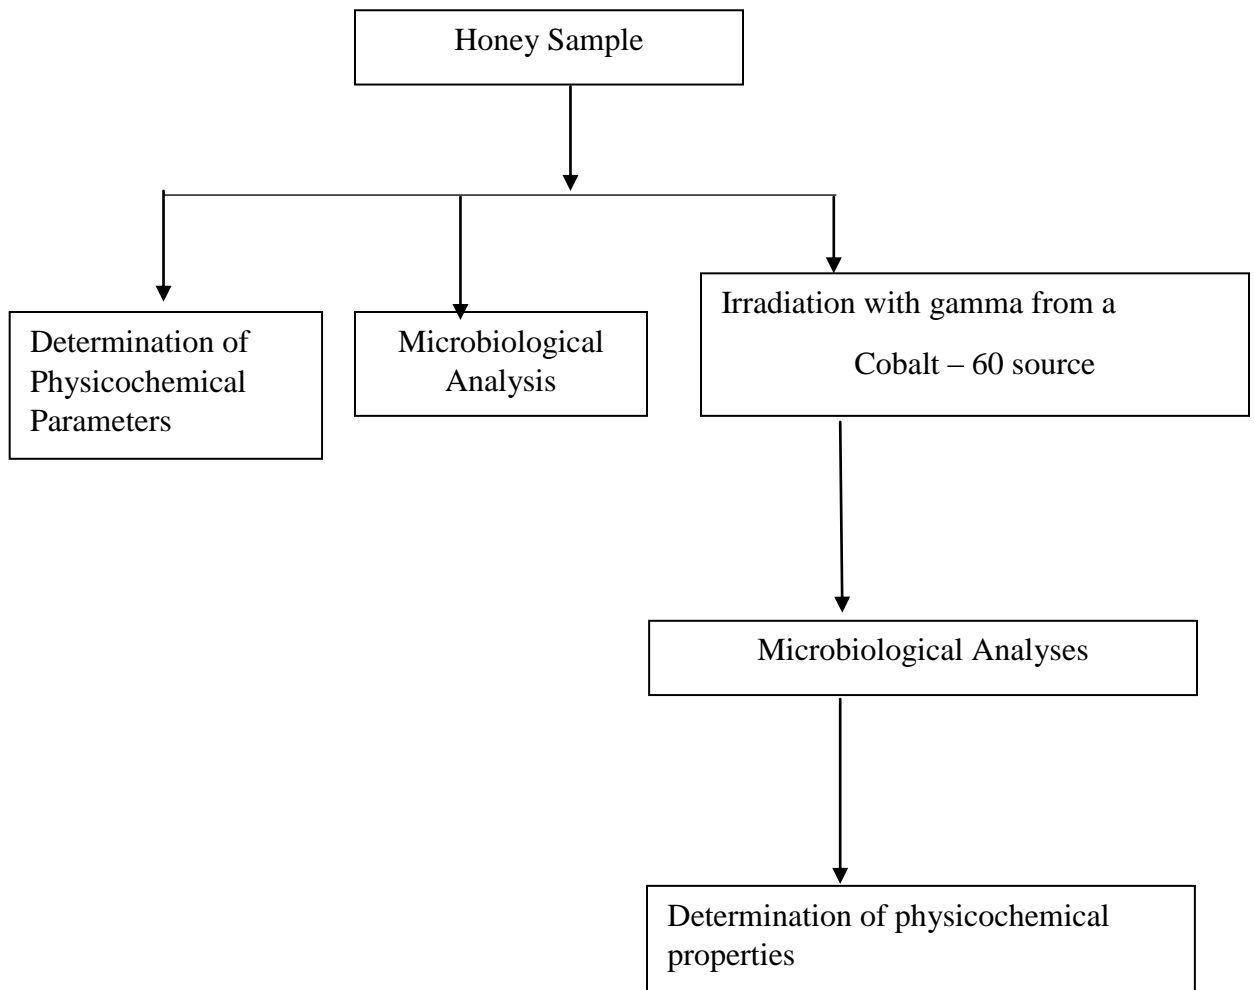 Honey Sample
Determination of
Physicochemical
Parameters
Microbiological
Analysis
Irradiation with gamma from a
Cobalt – 60 source
Microbiological Analyses
Determination of physicochemical
properties